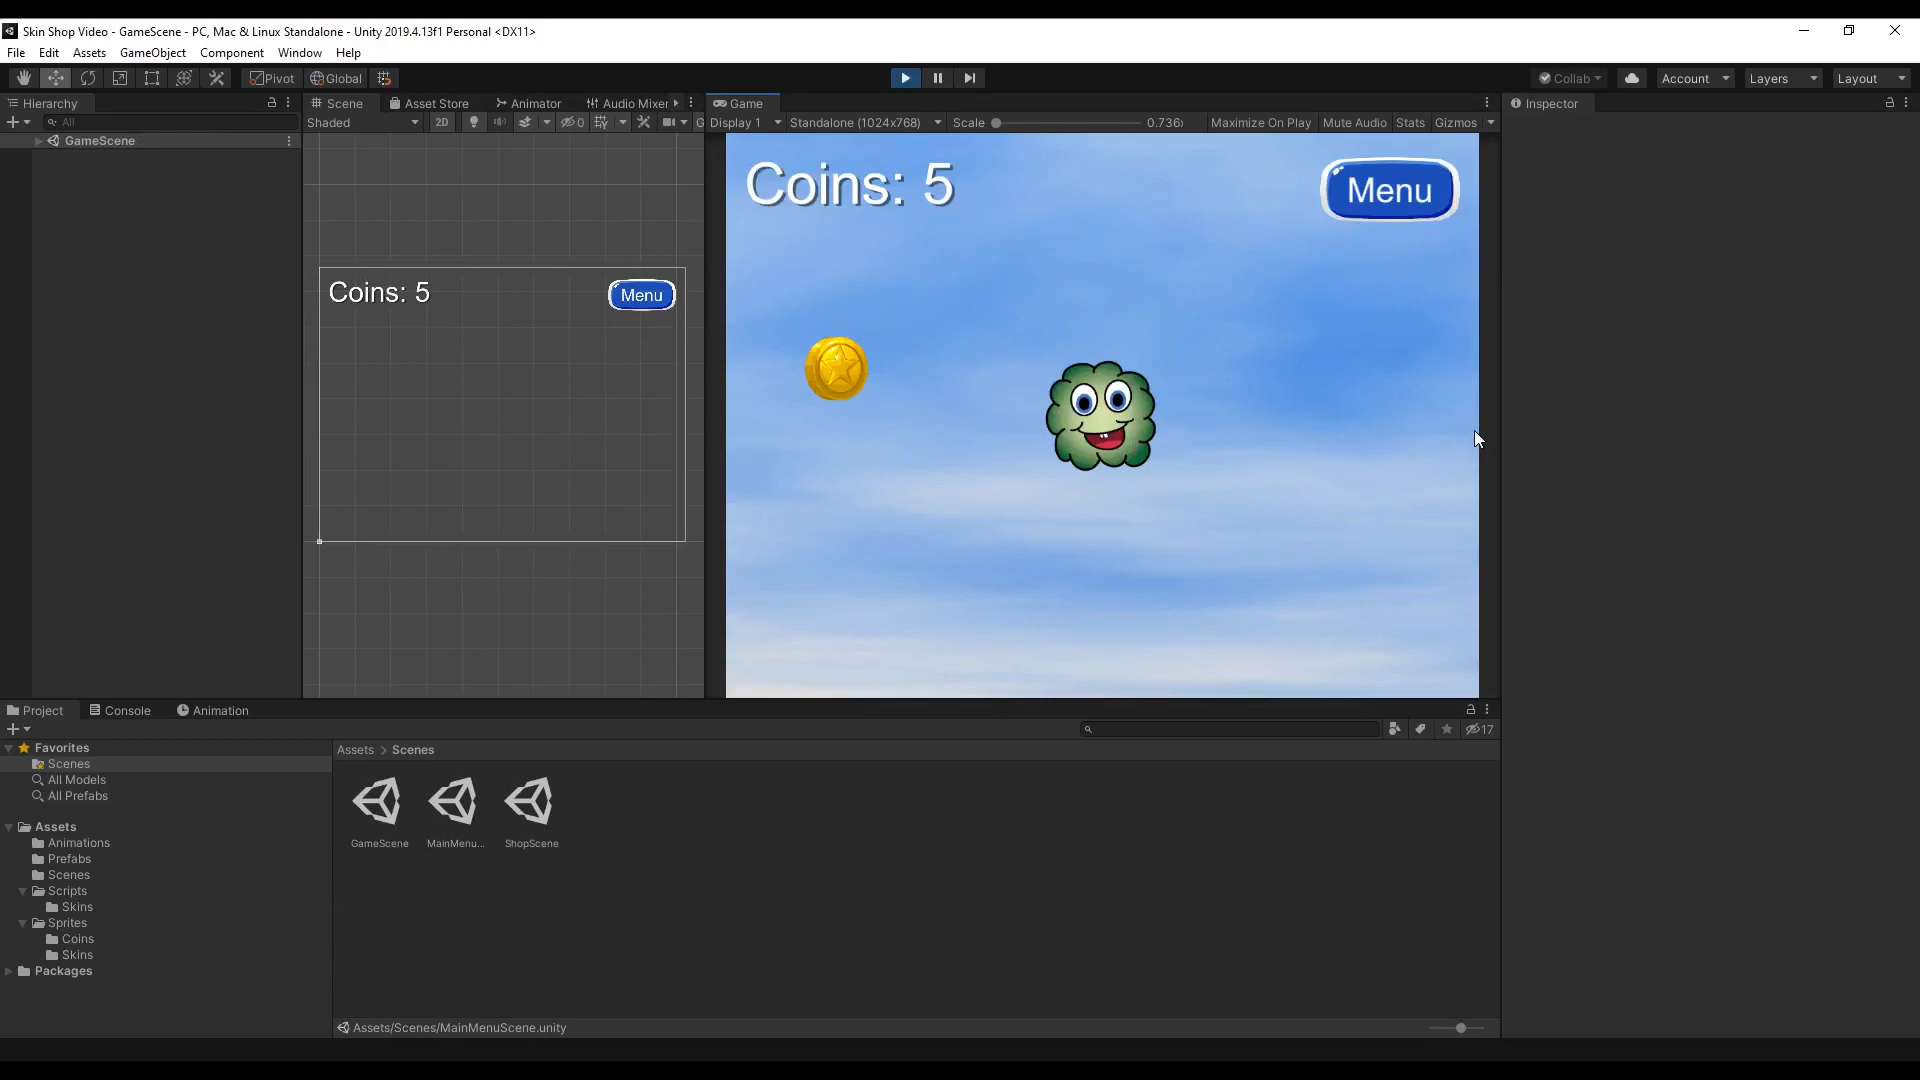 Skin Shop Video - GameScene - PC, Mac & Linux Standalone - Unity 2019.4.13f1 Personal <DX11>
File Edit Assets GameObject Component Window Help
Pivot Global Collab Account Layers Layout
Hierarchy Scene Asset Store Animator Audio Mixer Game Inspector
All Shaded 2D 0 G Display 1 Standalone (1024x768) Scale 0.736x Maximize On Play Mute Audio Stats Gizmos
GameScene
Coins: 5 Menu
Coins: 5 Menu
Project Console Animation
17
Favorites
Assets > Scenes
Scenes
All Models
All Prefabs
GameScene MainMenu... ShopScene
Assets
Animations
Prefabs
Scenes
Scripts
Skins
Sprites
Coins
Skins
Packages
Assets/Scenes/MainMenuScene.unity